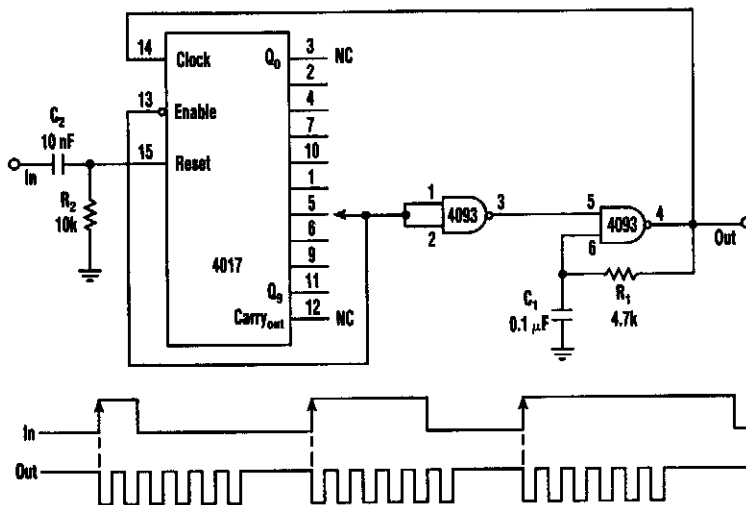 14 Clock Q0 3 NC
2
13 Enable 4
7
C2
10 nF
15 Reset 10
In
1
R2
10k
5
1
2
4093 3
5
6
4093 4
Out
6
4017
9
Q9 11
Carryout 12 NC
C1
0.1 μF
R1
4.7k
In
Out